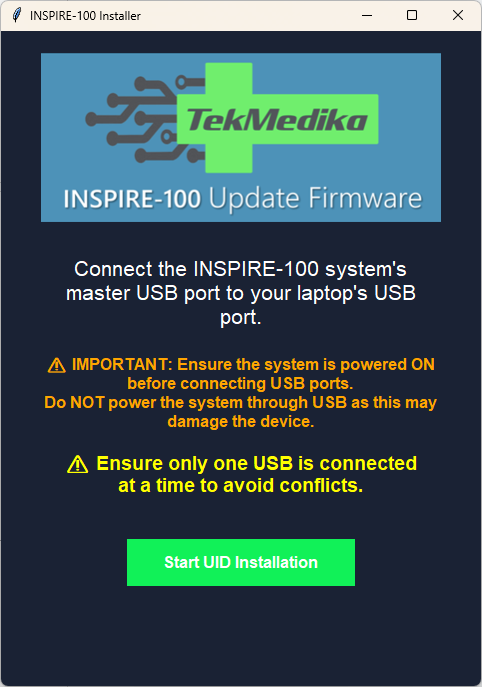 INSPIRE-100 Installer
TekMedika
INSPIRE-100 Update Firmware
Connect the INSPIRE-100 system's
master USB port to your laptop's USB
port.
⚠ IMPORTANT: Ensure the system is powered ON
before connecting USB ports.
Do NOT power the system through USB as this may
damage the device.
⚠ Ensure only one USB is connected
at a time to avoid conflicts.
Start UID Installation